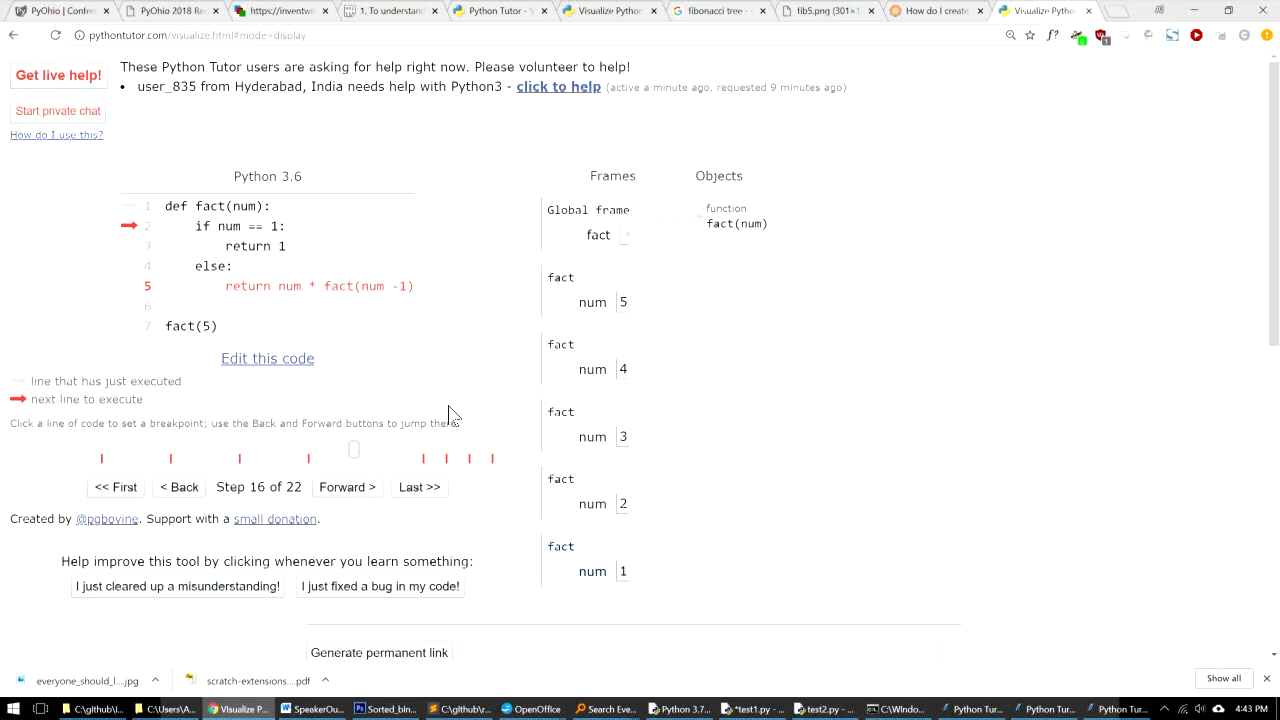 PyOhio | Conferen
PyOhio 2018 Re
https://inventwi
1. To understand
Python Tutor - V
Visualize Python
fibonacci tree -
fib5.png (301×1
How do I create
Visualize Pytho
pythontutor.com/visualize.html#mode=display
Get live help!
Start private chat
How do I use this?
These Python Tutor users are asking for help right now. Please volunteer to help!
• user_835 from Hyderabad, India needs help with Python3 - click to help (active a minute ago, requested 9 minutes ago)
Python 3.6
1 def fact(num):
2 if num == 1:
3 return 1
4 else:
5 return num * fact(num -1)
6
7 fact(5)
Edit this code
line that has just executed
next line to execute
Click a line of code to set a breakpoint; use the Back and Forward buttons to jump there.
<< First
< Back
Step 16 of 22
Forward >
Last >>
Created by @pgbovine. Support with a small donation.
Help improve this tool by clicking whenever you learn something:
I just cleared up a misunderstanding!
I just fixed a bug in my code!
Frames
Objects
Global frame
fact
function
fact(num)
fact
num 5
fact
num 4
fact
num 3
fact
num 2
fact
num 1
Generate permanent link
everyone_should_l....jpg
scratch-extensions....pdf
Show all
C:\github\l...
C:\Users\A...
Visualize P...
SpeakerOu...
Sorted_bin...
C:\github\r...
OpenOffice
Search Eve...
Python 3.7...
*test1.py - ...
test2.py - ...
C:\Windo...
Python Tur...
Python Tur...
Python Tur...
4:43 PM